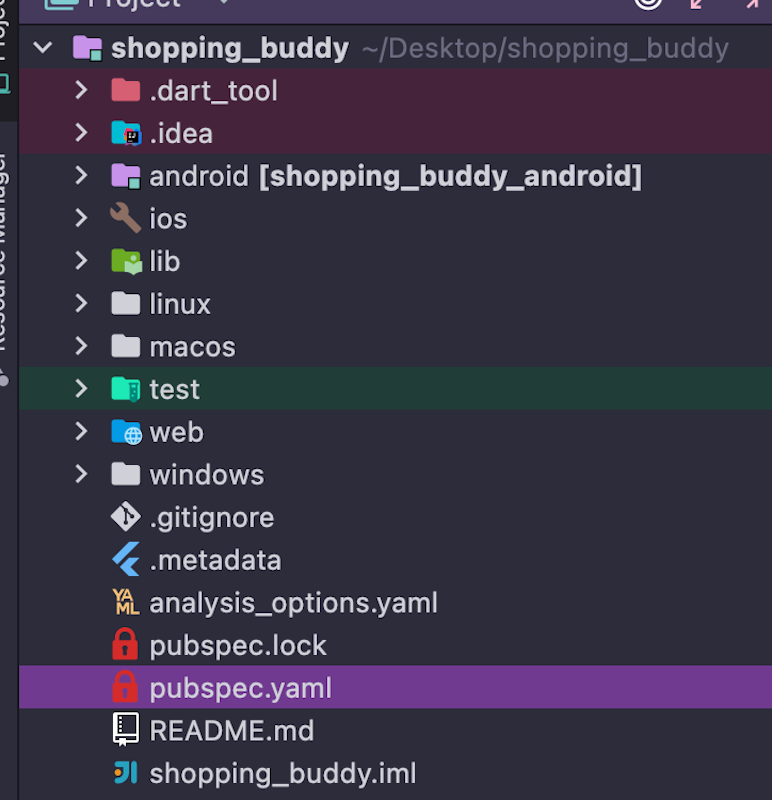 Project
shopping_buddy ~/Desktop/shopping_buddy
.dart_tool
.idea
android [shopping_buddy_android]
ios
lib
linux
macos
test
web
windows
.gitignore
.metadata
YAML analysis_options.yaml
pubspec.lock
pubspec.yaml
README.md
shopping_buddy.iml
Resource Manager